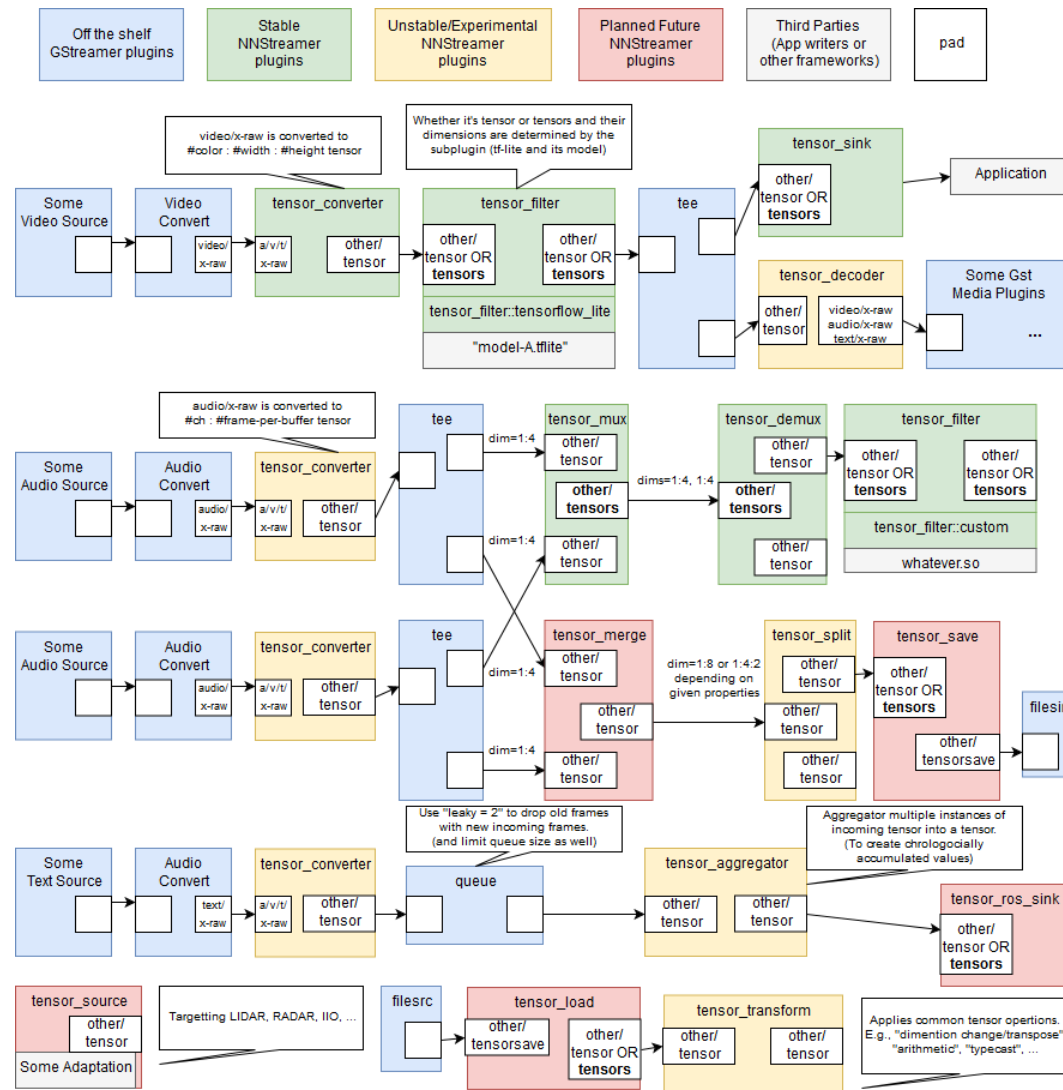 Off the shelf
GStreamer plugins
Stable
NNStreamer
plugins
Unstable/Experimental
NNStreamer
plugins
Planned Future
NNStreamer
plugins
Third Parties
(App writers or
other frameworks)
pad
video/x-raw is converted to
#color : #width : #height tensor
Whether it's tensor or tensors and their
dimensions are determined by the
subplugin (tf-lite and its model)
Some
Video Source
Video
Convert
video/
x-raw
tensor_converter
a/v/t/
x-raw
other/
tensor
tensor_filter
other/
tensor OR
tensors
other/
tensor OR
tensors
tensor_filter::tensorflow_lite
"model-A.tflite"
tee
tensor_sink
other/
tensor OR
tensors
Application
tensor_decoder
other/
tensor
video/x-raw
audio/x-raw
text/x-raw
Some Gst
Media Plugins
...
audio/x-raw is converted to
#ch : #frame-per-buffer tensor
Some
Audio Source
Audio
Convert
audio/
x-raw
tensor_converter
a/v/t/
x-raw
other/
tensor
tee
dim=1:4
dim=1:4
tensor_mux
other/
tensor
other/
tensors
other/
tensor
dims=1:4, 1:4
tensor_demux
other/
tensor
other/
tensors
other/
tensor
tensor_filter
other/
tensor OR
tensors
other/
tensor OR
tensors
tensor_filter::custom
whatever.so
Some
Audio Source
Audio
Convert
audio/
x-raw
tensor_converter
a/v/t/
x-raw
other/
tensor
tee
dim=1:4
dim=1:4
tensor_merge
other/
tensor
other/
tensor
other/
tensor
dim=1:8 or 1:4:2
depending on
given properties
tensor_split
other/
tensor
other/
tensor
other/
tensor
tensor_save
other/
tensor OR
tensors
other/
tensorsave
Use "leaky = 2" to drop old frames
with new incoming frames.
(and limit queue size as well)
Aggregator multiple instances of
incoming tensor into a tensor.
(To create chrologocially
accumulated values)
Some
Text Source
Audio
Convert
text/
x-raw
tensor_converter
a/v/t/
x-raw
other/
tensor
queue
tensor_aggregator
other/
tensor
other/
tensor
tensor_ros_sink
other/
tensor OR
tensors
tensor_source
other/
tensor
Some Adaptation
Targetting LIDAR, RADAR, IIO, ...
filesrc
tensor_load
other/
tensorsave
other/
tensor OR
tensors
tensor_transform
other/
tensor
other/
tensor
Applies common tensor opertions.
E.g., "dimention change/transpose"
"arithmetic", "typecast", ...